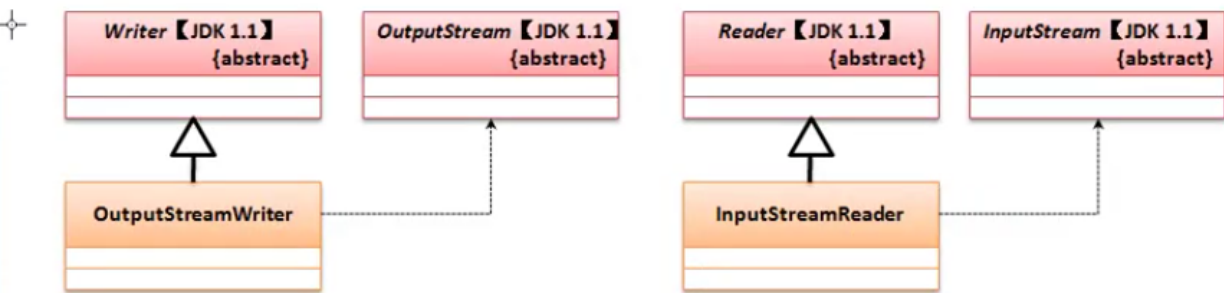 Writer【JDK 1.1】
{abstract}
OutputStream【JDK 1.1】
{abstract}
Reader【JDK 1.1】
{abstract}
InputStream【JDK 1.1】
{abstract}
OutputStreamWriter
InputStreamReader